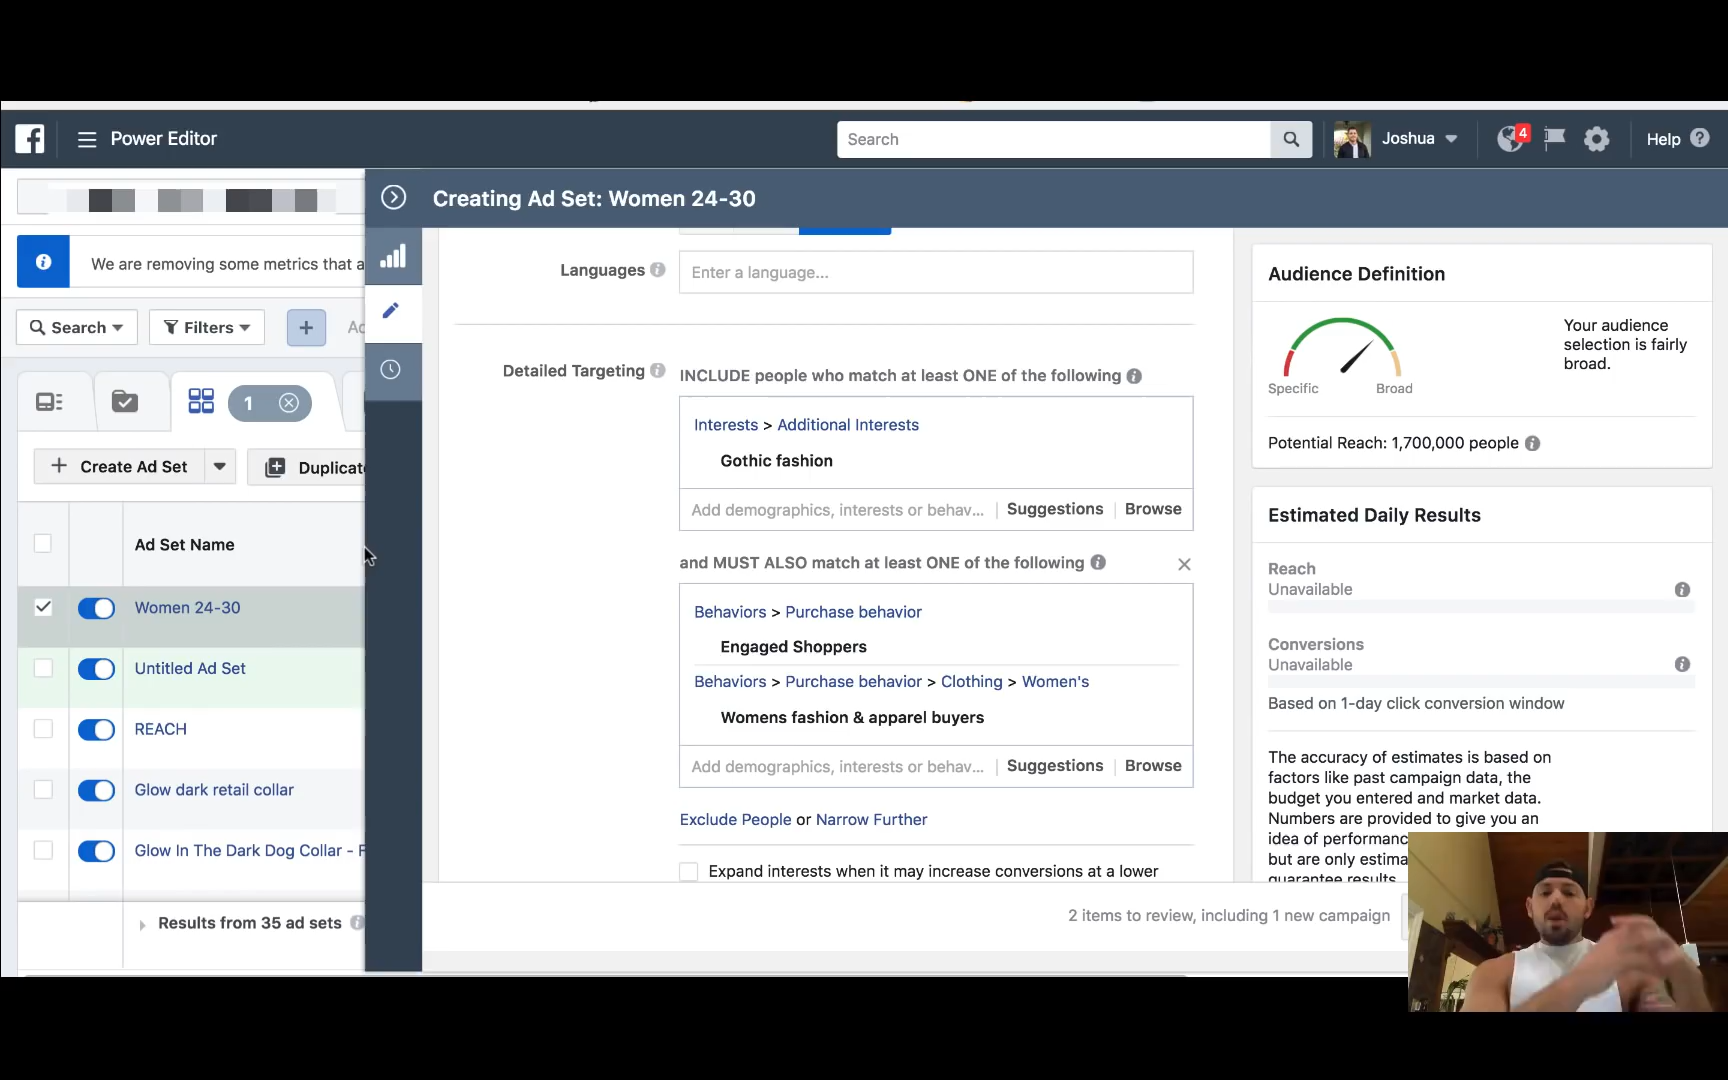 Power Editor
Search
Joshua
4
Help
Creating Ad Set: Women 24-30
We are removing some metrics that a
Search
Filters
Ad
1
Create Ad Set
Duplicate
Ad Set Name
Women 24-30
Untitled Ad Set
REACH
Glow dark retail collar
Glow In The Dark Dog Collar - F
Results from 35 ad sets
Languages
Enter a language...
Detailed Targeting
INCLUDE people who match at least ONE of the following
Interests > Additional Interests
Gothic fashion
Add demographics, interests or behav... | Suggestions | Browse
and MUST ALSO match at least ONE of the following
Behaviors > Purchase behavior
Engaged Shoppers
Behaviors > Purchase behavior > Clothing > Women's
Womens fashion & apparel buyers
Add demographics, interests or behav... | Suggestions | Browse
Exclude People or Narrow Further
Expand interests when it may increase conversions at a lower
2 items to review, including 1 new campaign
Audience Definition
Specific
Broad
Your audience
selection is fairly
broad.
Potential Reach: 1,700,000 people
Estimated Daily Results
Reach
Unavailable
Conversions
Unavailable
Based on 1-day click conversion window
The accuracy of estimates is based on
factors like past campaign data, the
budget you entered and market data.
Numbers are provided to give you an
idea of performanc
but are only estima
guarantee results.